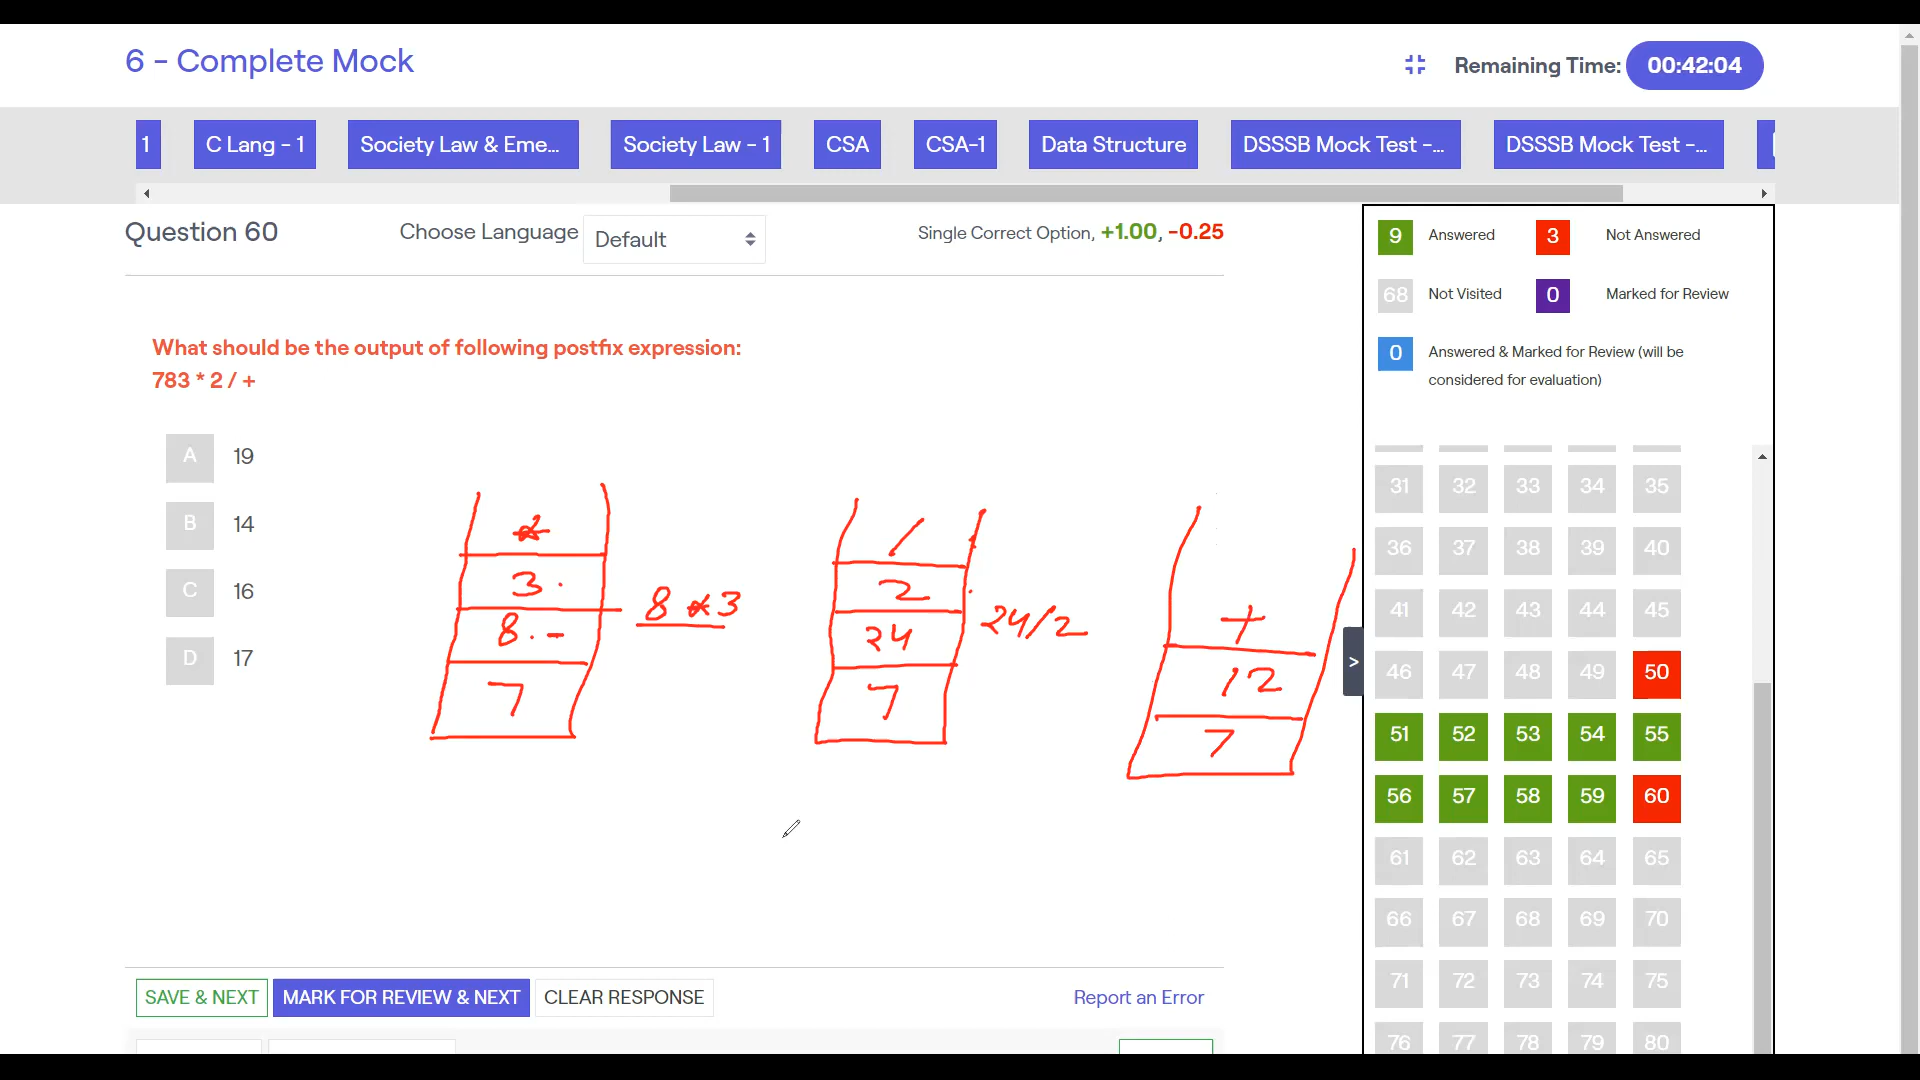 6 - Complete Mock
Remaining Time: 00:42:04
1 C Lang - 1 Society Law & Eme... Society Law - 1 CSA CSA-1 Data Structure DSSSB Mock Test -... DSSSB Mock Test -...
Question 60 Choose Language Default Single Correct Option, +1.00, -0.25
What should be the output of following postfix expression:
783 * 2 / +
A 19
B 14
C 16
D 17
*
3
8
7
8 * 3
/
2
24
7
24/2
+
12
7
SAVE & NEXT MARK FOR REVIEW & NEXT CLEAR RESPONSE Report an Error
>
9 Answered 3 Not Answered
68 Not Visited 0 Marked for Review
0 Answered & Marked for Review (will be
considered for evaluation)
31 32 33 34 35
36 37 38 39 40
41 42 43 44 45
46 47 48 49 50
51 52 53 54 55
56 57 58 59 60
61 62 63 64 65
66 67 68 69 70
71 72 73 74 75
76 77 78 79 80